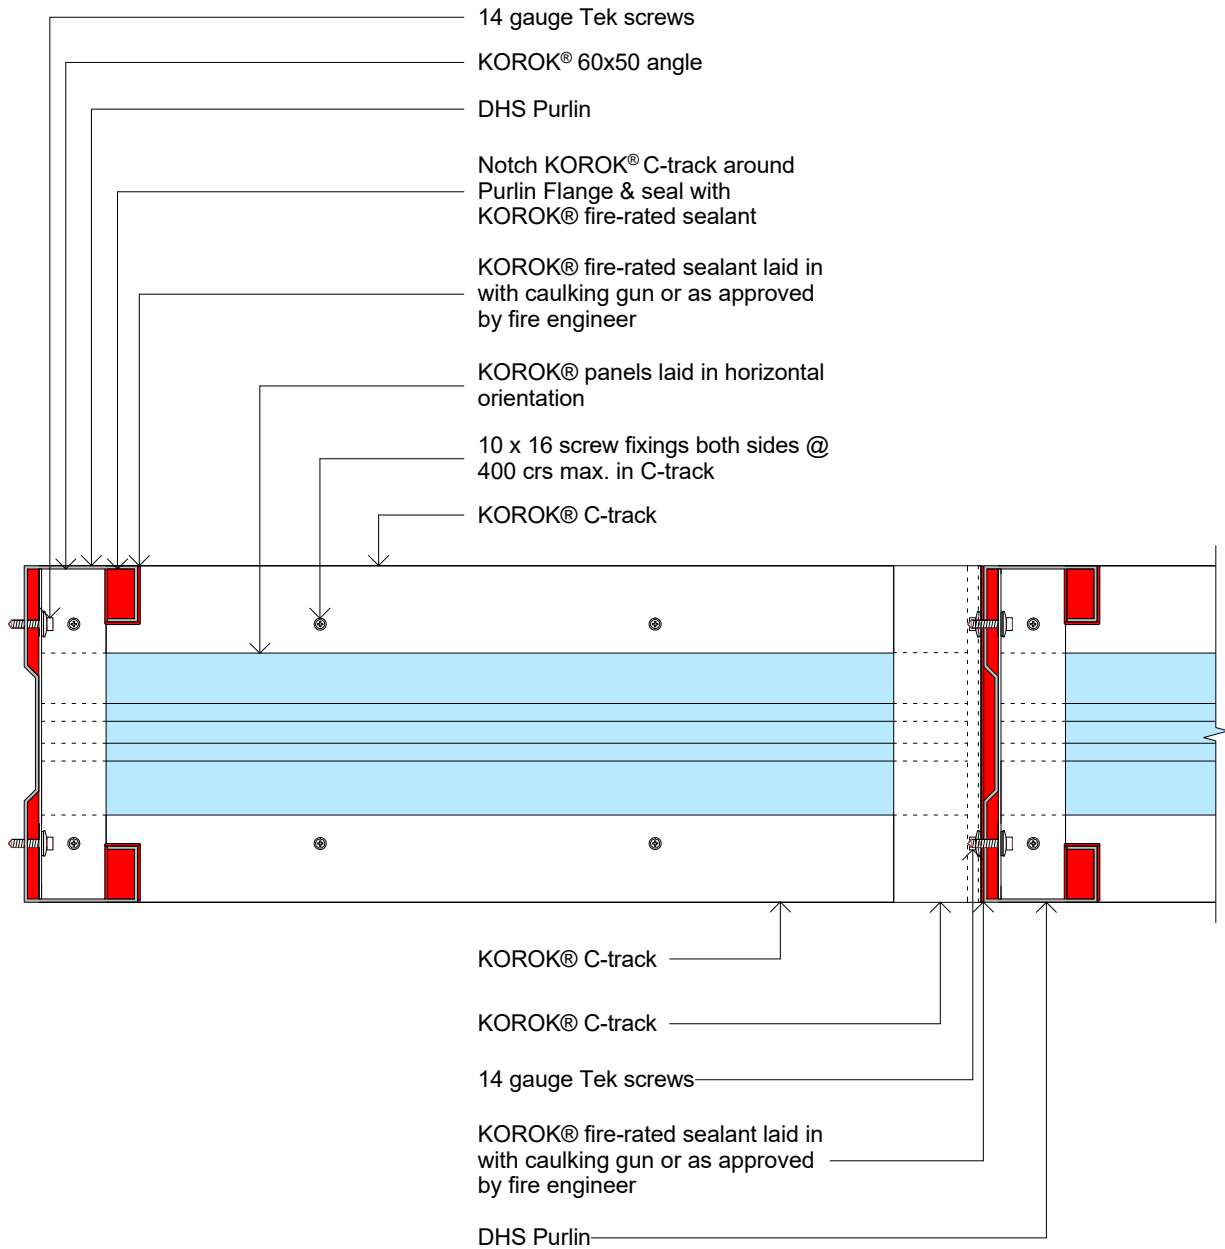 14 gauge Tek screws
KOROK® 60x50 angle
DHS Purlin
Notch KOROK® C-track around
Purlin Flange & seal with
KOROK® fire-rated sealant
KOROK® fire-rated sealant laid in
with caulking gun or as approved
by fire engineer
KOROK® panels laid in horizontal
orientation
10 x 16 screw fixings both sides @
400 crs max. in C-track
KOROK® C-track
KOROK® C-track
KOROK® C-track
14 gauge Tek screws
KOROK® fire-rated sealant laid in
with caulking gun or as approved
by fire engineer
DHS Purlin